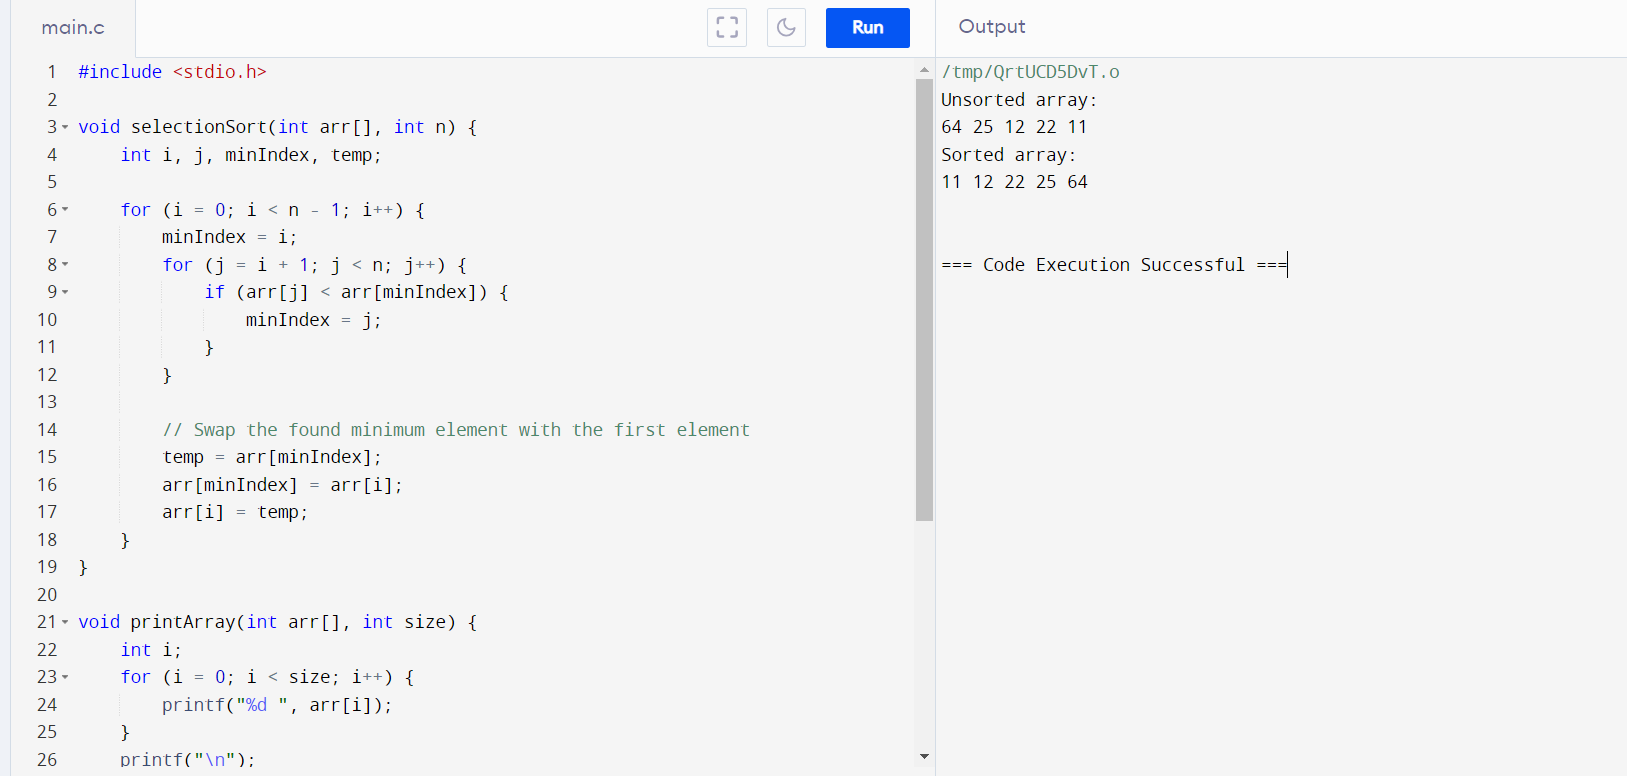 main.c
Run
Output
1 #include <stdio.h>
2
3 void selectionSort(int arr[], int n) {
4     int i, j, minIndex, temp;
5
6     for (i = 0; i < n - 1; i++) {
7         minIndex = i;
8         for (j = i + 1; j < n; j++) {
9             if (arr[j] < arr[minIndex]) {
10                 minIndex = j;
11             }
12         }
13
14         // Swap the found minimum element with the first element
15         temp = arr[minIndex];
16         arr[minIndex] = arr[i];
17         arr[i] = temp;
18     }
19 }
20
21 void printArray(int arr[], int size) {
22     int i;
23     for (i = 0; i < size; i++) {
24         printf("%d ", arr[i]);
25     }
26     printf("\n");
/tmp/QrtUCD5DvT.o
Unsorted array:
64 25 12 22 11
Sorted array:
11 12 22 25 64
=== Code Execution Successful ===